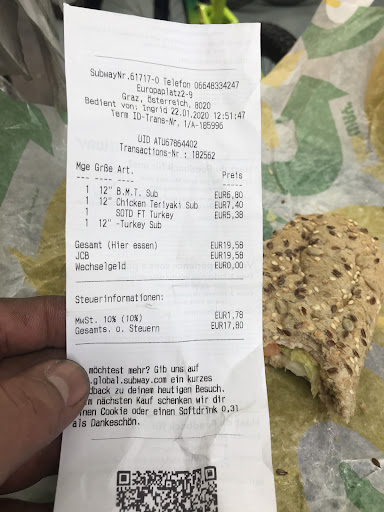 SubwayNr.61717-0 Telefon 06648334247
Europaplatz2-9
Graz, Österreich, 8020
Bedient von: Ingrid 22.01.2020 12:51:47
Term ID-Trans-Nr. 1/A-185996
UID ATU67864402
Transactions-Nr.: 182562
Mge Größe Art. Preis
1 12" B.M.T. Sub EUR6,80
1 12" Chicken Teriyaki Sub EUR7,40
1 SOTD FT Turkey EUR5,38
1 12" -Turkey Sub
Gesamt (Hier essen) EUR19,58
JCB EUR19,58
Wechselgeld EUR0,00
Steuerinformationen:
MwSt. 10% (10%) EUR1,78
Gesamts. o. Steuern EUR17,80
möchtest mehr? Gib uns auf
.global.subway.com ein kurzes
dback zu deinem heutigen Besuch.
m nächsten Kauf schenken wir dir
nen Cookie oder einen Softdrink 0,3l
als Dankeschön.